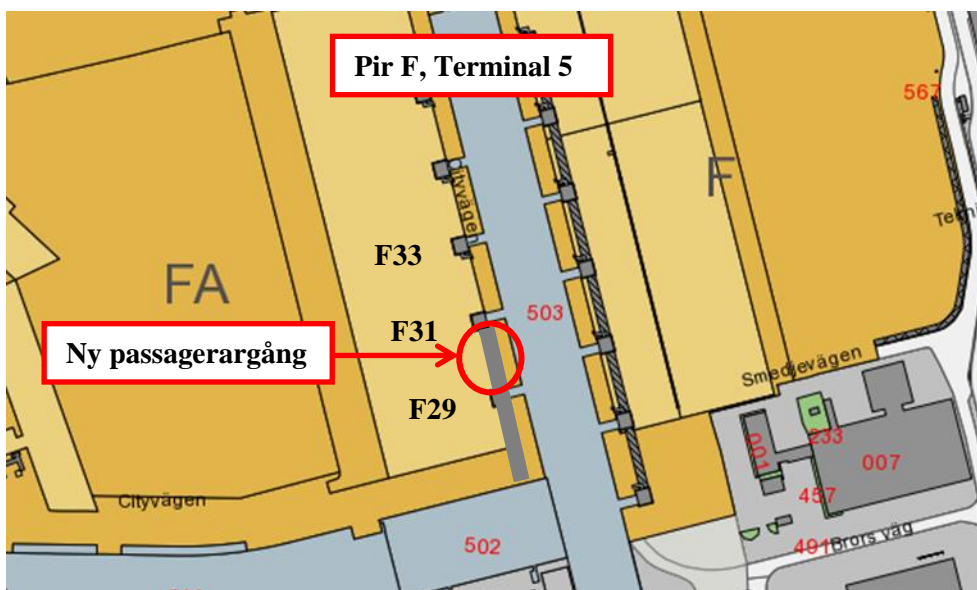 Pir F, Terminal 5
567
F
Cityväge
F33
FA
503
F31
Ny passagerargång
Smedjevägen
F29
001
233
007
457
Cityvägen
502
491
Brors väg